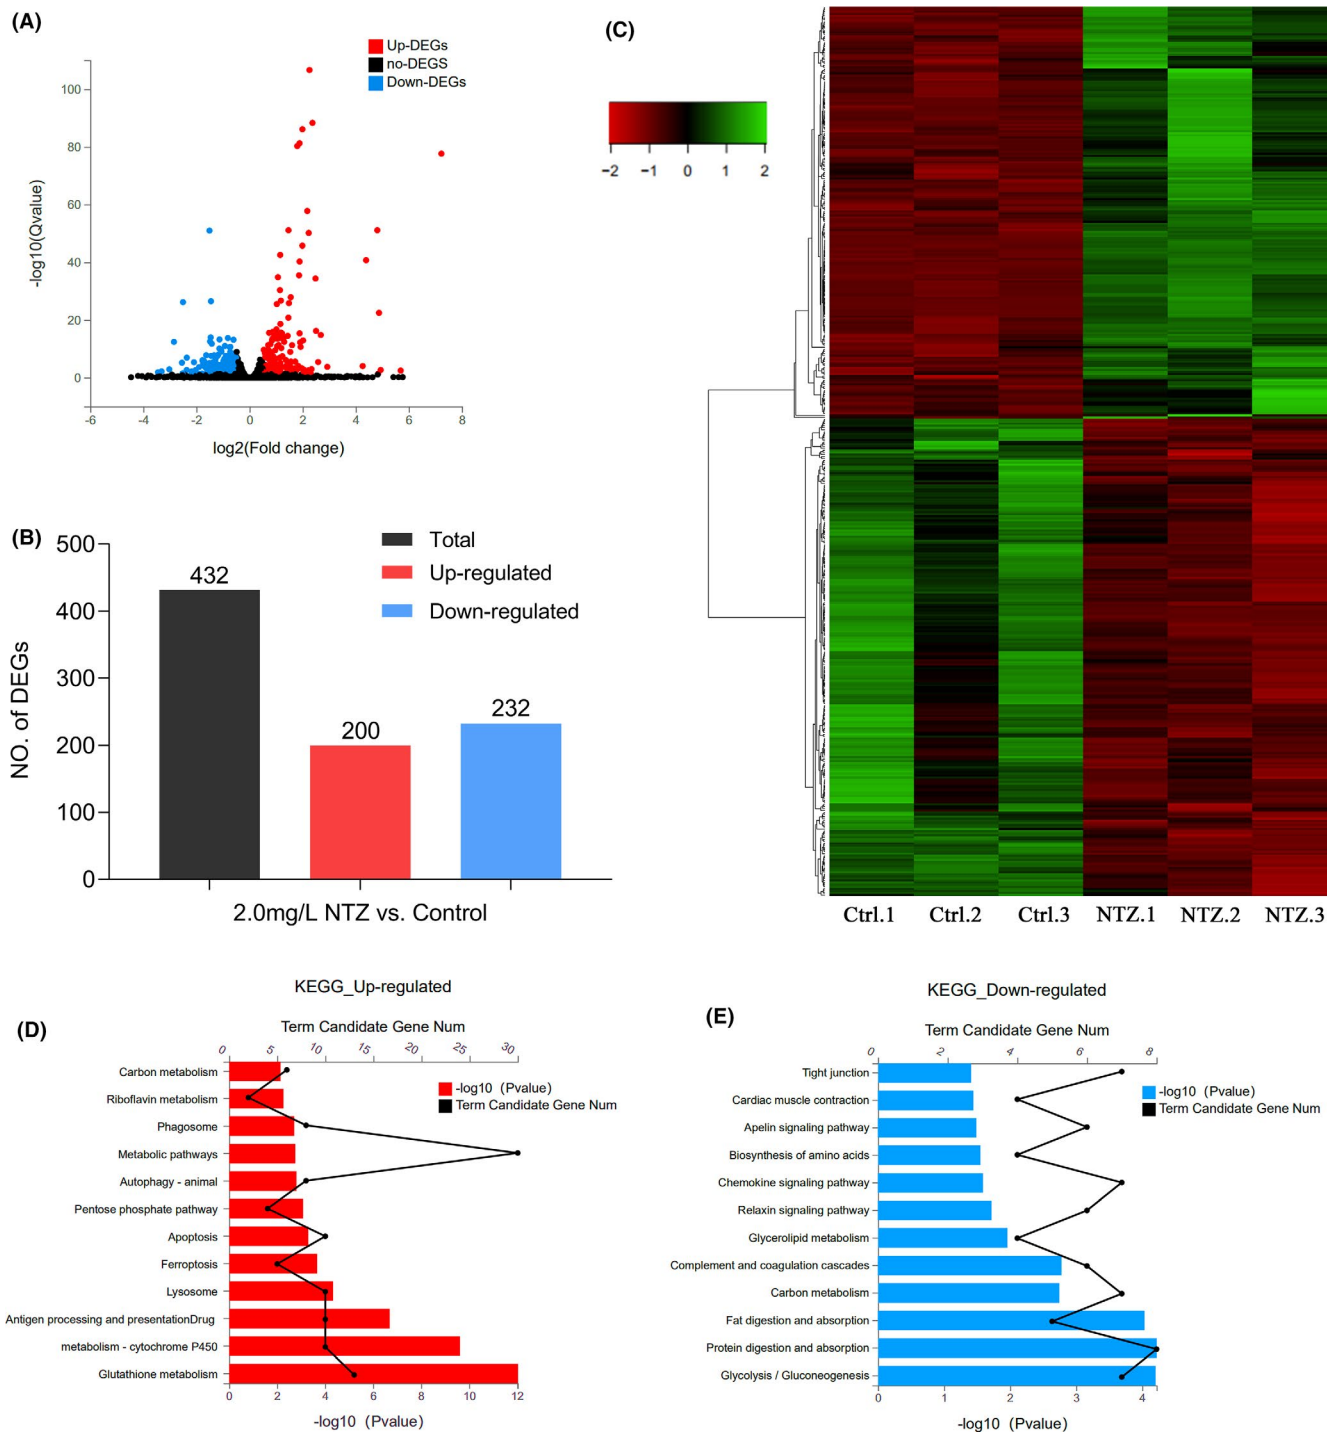 (A)
Up-DEGs
no-DEGS
Down-DEGs
100
80
60
40
20
0
-log10(Qvalue)
-6 -4 -2 0 2 4 6 8
log2(Fold change)
(B)
500
400
300
200
100
0
NO. of DEGs
432
200
232
Total
Up-regulated
Down-regulated
2.0mg/L NTZ vs. Control
(C)
−2 −1 0 1 2
Ctrl.1 Ctrl.2 Ctrl.3 NTZ.1 NTZ.2 NTZ.3
KEGG_Up-regulated
(D)
Term Candidate Gene Num
0 5 10 15 20 25 30
Carbon metabolism
Riboflavin metabolism
Phagosome
Metabolic pathways
Autophagy - animal
Pentose phosphate pathway
Apoptosis
Ferroptosis
Lysosome
Antigen processing and presentationDrug
metabolism - cytochrome P450
Glutathione metabolism
-log10 (Pvalue)
Term Candidate Gene Num
0 2 4 6 8 10 12
-log10 (Pvalue)
KEGG_Down-regulated
(E)
Term Candidate Gene Num
0 2 4 6 8
Tight junction
Cardiac muscle contraction
Apelin signaling pathway
Biosynthesis of amino acids
Chemokine signaling pathway
Relaxin signaling pathway
Glycerolipid metabolism
Complement and coagulation cascades
Carbon metabolism
Fat digestion and absorption
Protein digestion and absorption
Glycolysis / Gluconeogenesis
-log10 (Pvalue)
Term Candidate Gene Num
0 1 2 3 4
-log10 (Pvalue)